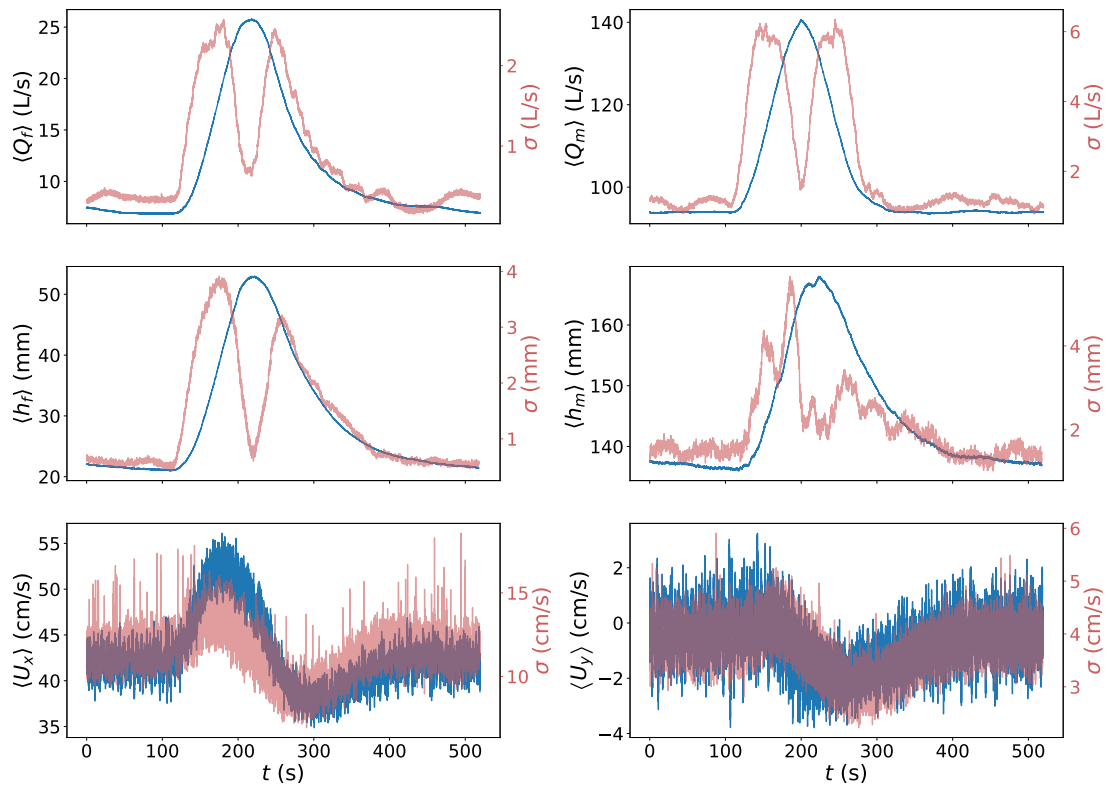 25
20
15
10
⟨Q_f⟩ (L/s)
2
1
σ (L/s)
140
120
100
⟨Q_m⟩ (L/s)
6
4
2
σ (L/s)
50
40
30
20
⟨h_f⟩ (mm)
4
3
2
1
σ (mm)
160
150
140
⟨h_m⟩ (mm)
4
2
σ (mm)
55
50
45
40
35
⟨U_x⟩ (cm/s)
15
10
σ (cm/s)
0 100 200 300 400 500
t (s)
2
0
−2
−4
⟨U_y⟩ (cm/s)
6
5
4
3
σ (cm/s)
0 100 200 300 400 500
t (s)